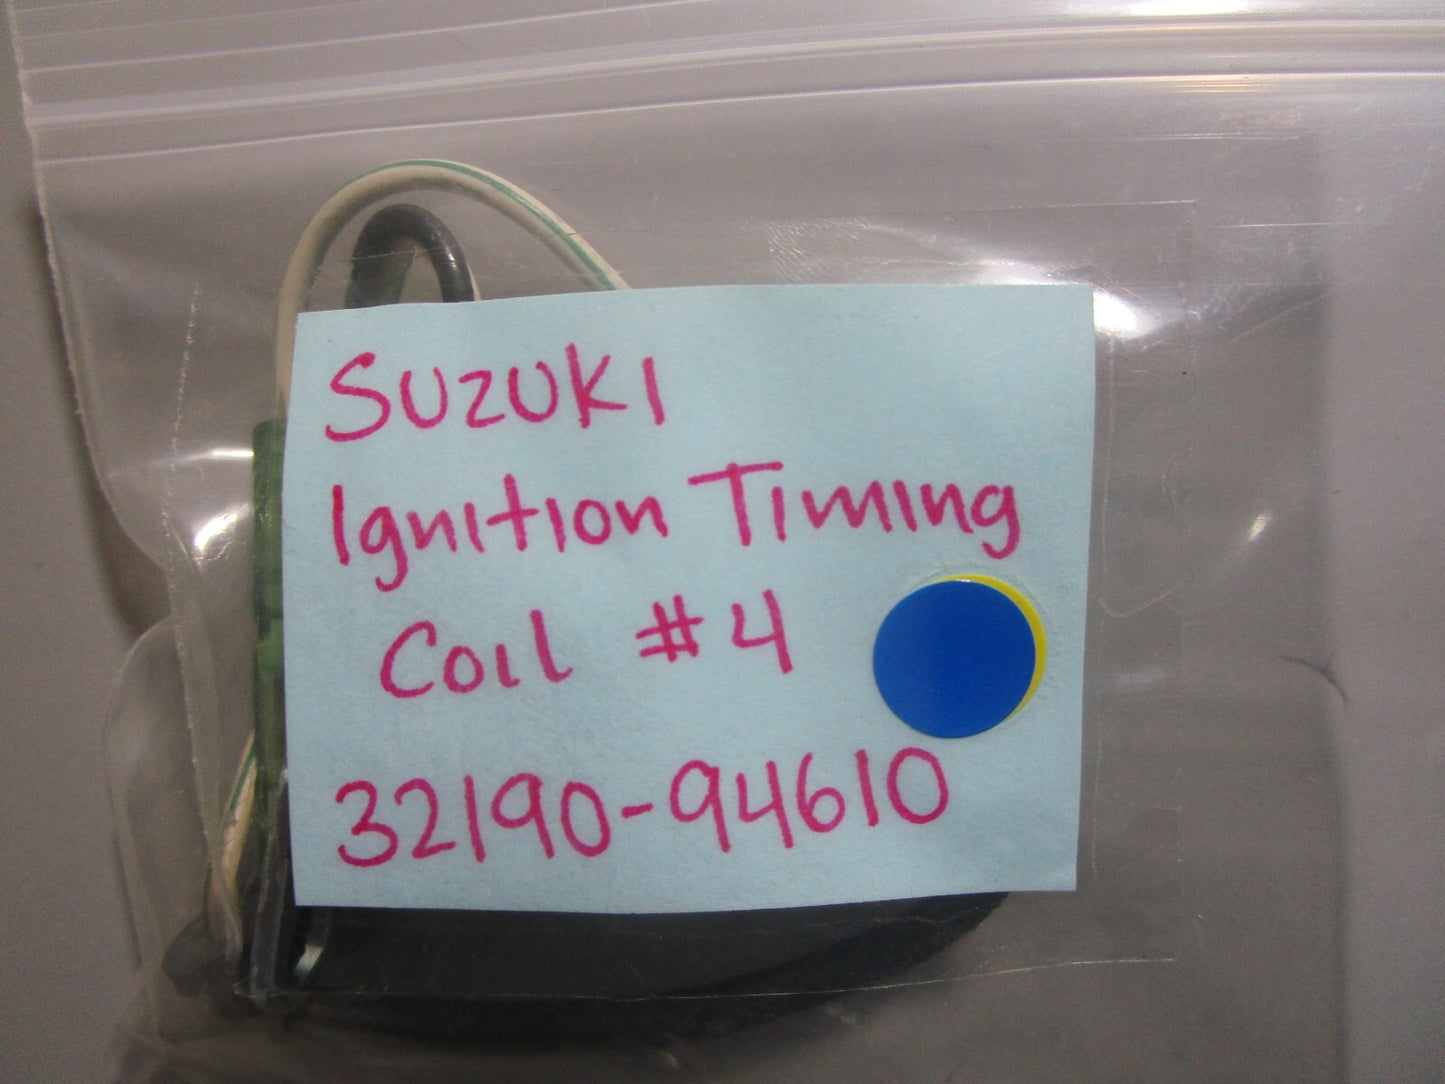 Suzuki
Ignition Timing
Coil #4
32190-94610